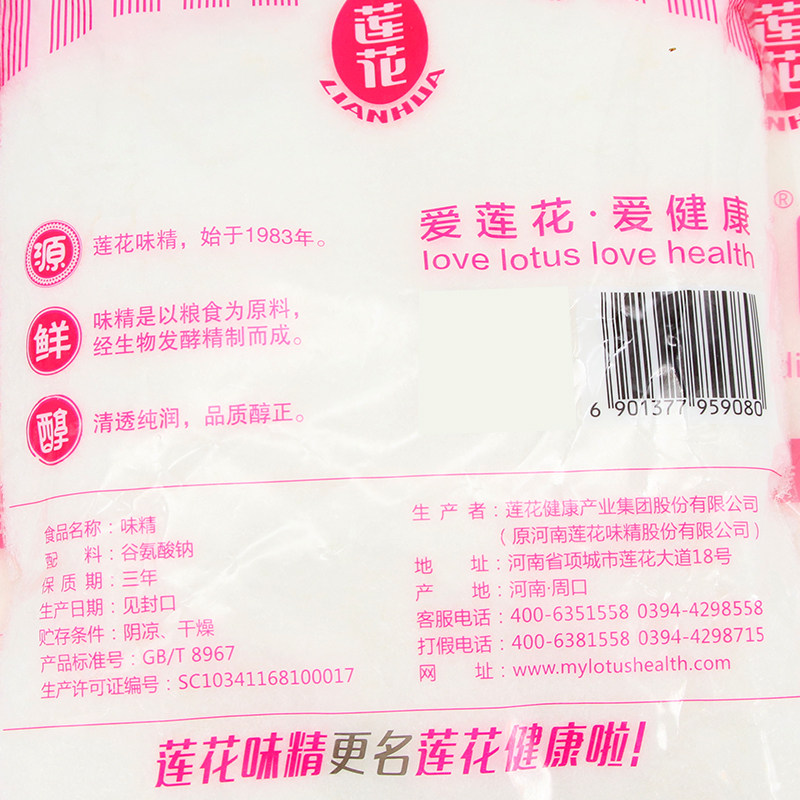 莲花
LIANHUA
莲花
®
爱莲花·爱健康
love lotus love health
源
莲花味精，始于1983年。
鲜
味精是以粮食为原料，
经生物发酵精制而成。
醇
清透纯润，品质醇正。
6 901377 959080
食品名称：味精
配 料：谷氨酸钠
保 质 期：三年
生产日期：见封口
贮存条件：阴凉、干燥
产品标准号：GB/T 8967
生产许可证编号：SC10341168100017
生 产 者：莲花健康产业集团股份有限公司
（原河南莲花味精股份有限公司）
地 址：河南省项城市莲花大道18号
产 地：河南·周口
客服电话：400-6351558 0394-4298558
打假电话：400-6381558 0394-4298715
网 址：www.mylotushealth.com
莲花味精更名莲花健康啦！